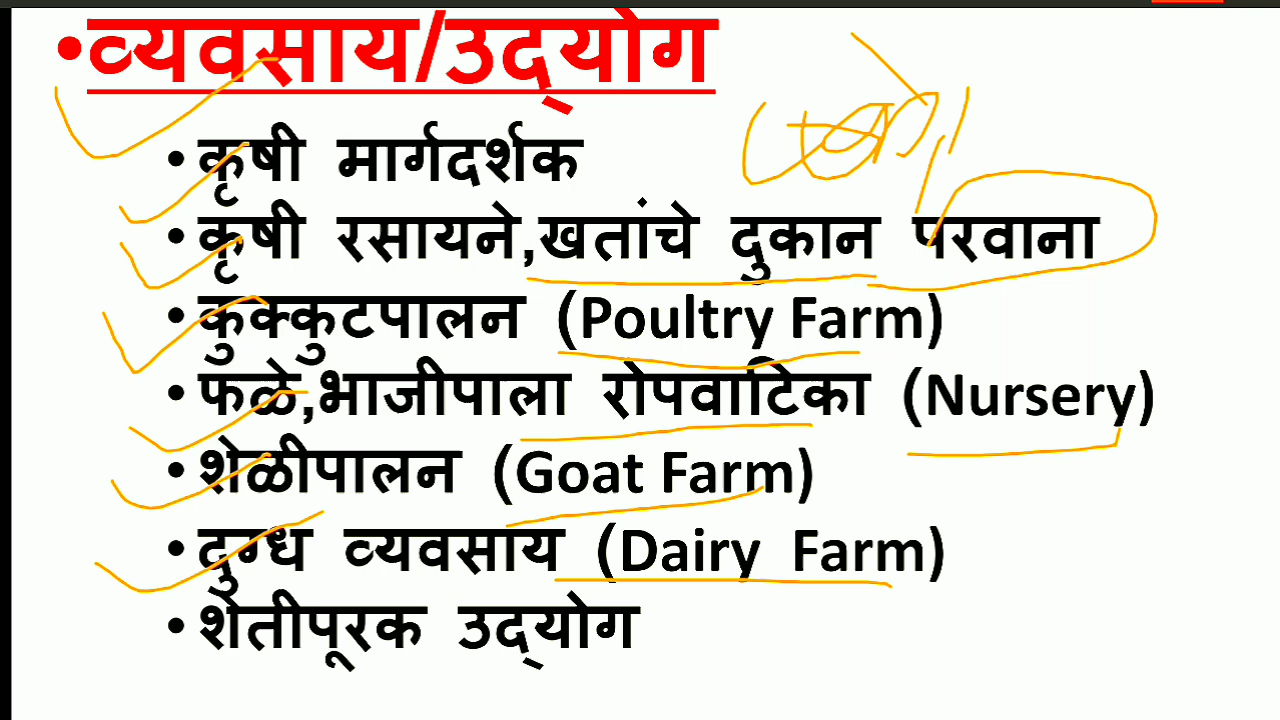 •व्यवसाय/उद्योग
• कृषी मार्गदर्शक
• कृषी रसायने,खतांचे दुकान परवाना
• कुक्कुटपालन (Poultry Farm)
• फळे,भाजीपाला रोपवाटिका (Nursery)
• शेळीपालन (Goat Farm)
• दुग्ध व्यवसाय (Dairy Farm)
• शेतीपूरक उद्योग